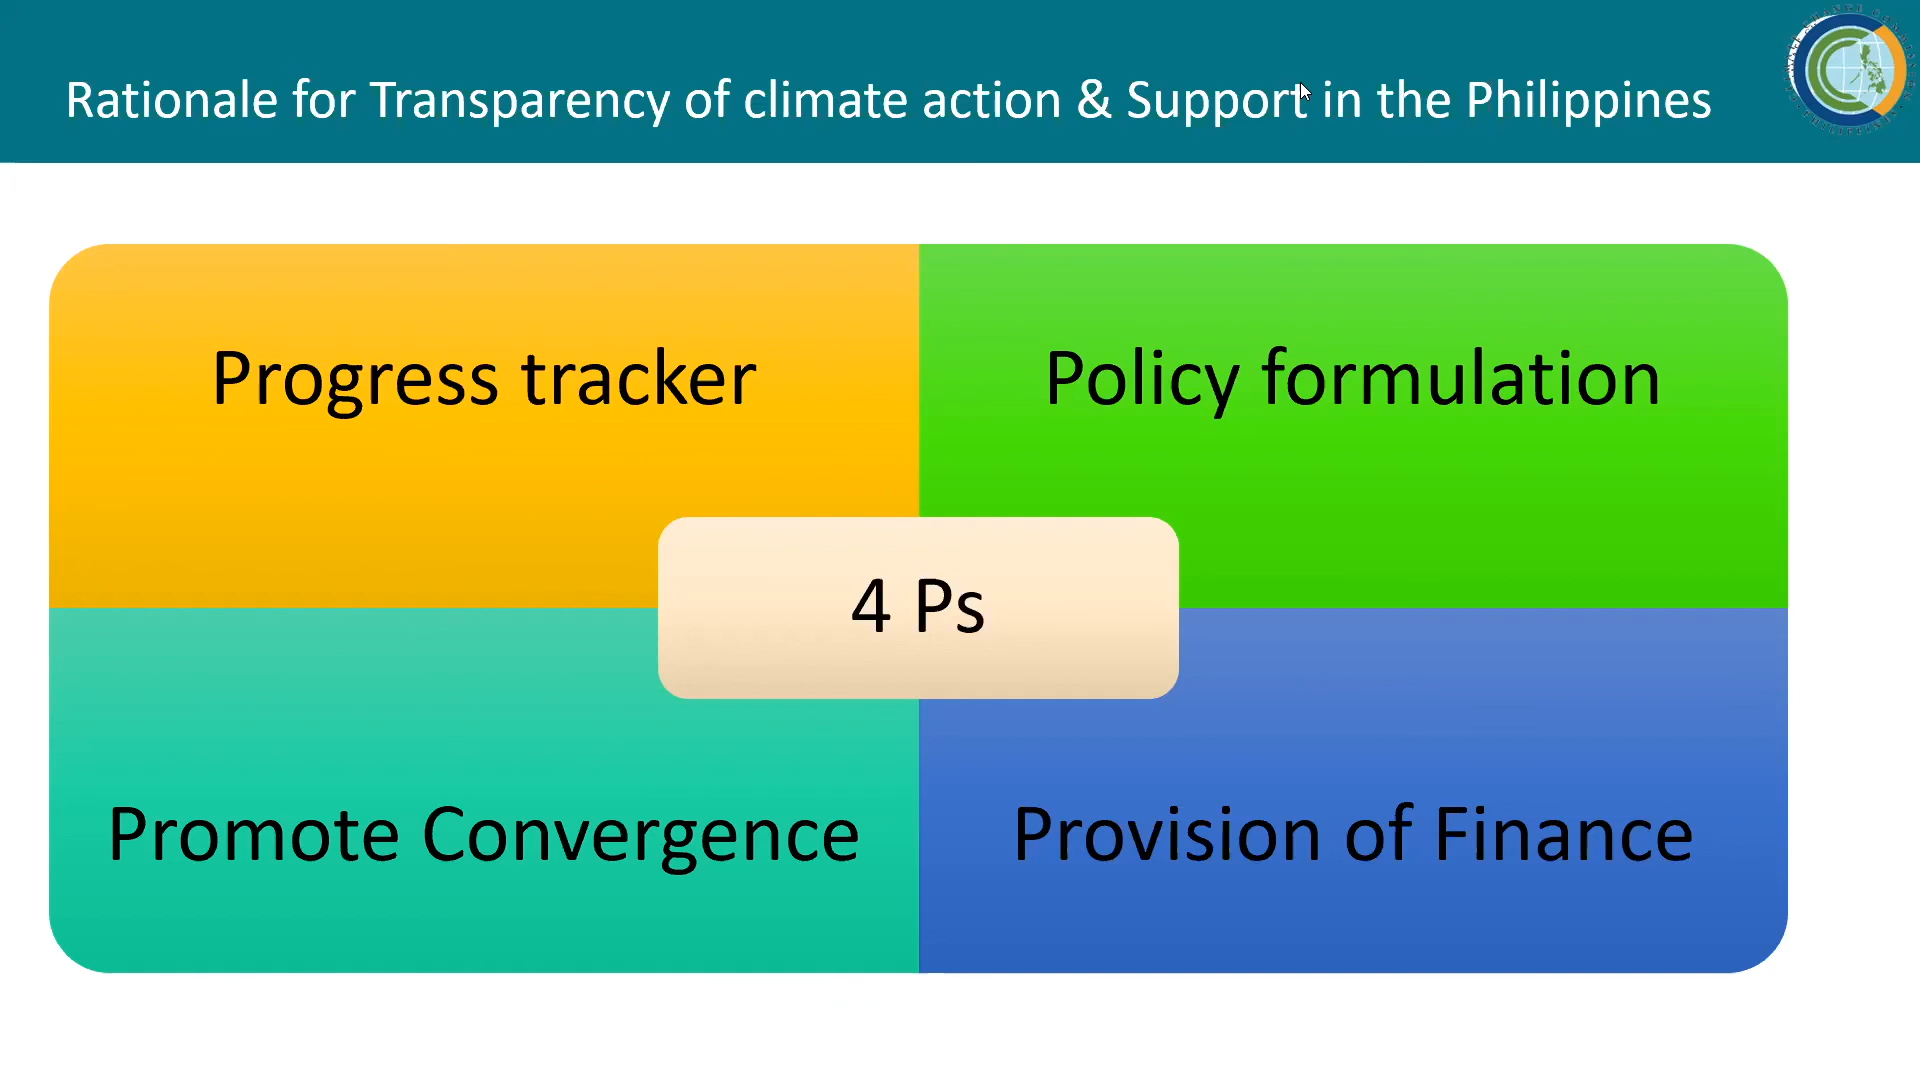 Rationale for Transparency of climate action & Support in the Philippines
Progress tracker
Policy formulation
4 Ps
Promote Convergence
Provision of Finance